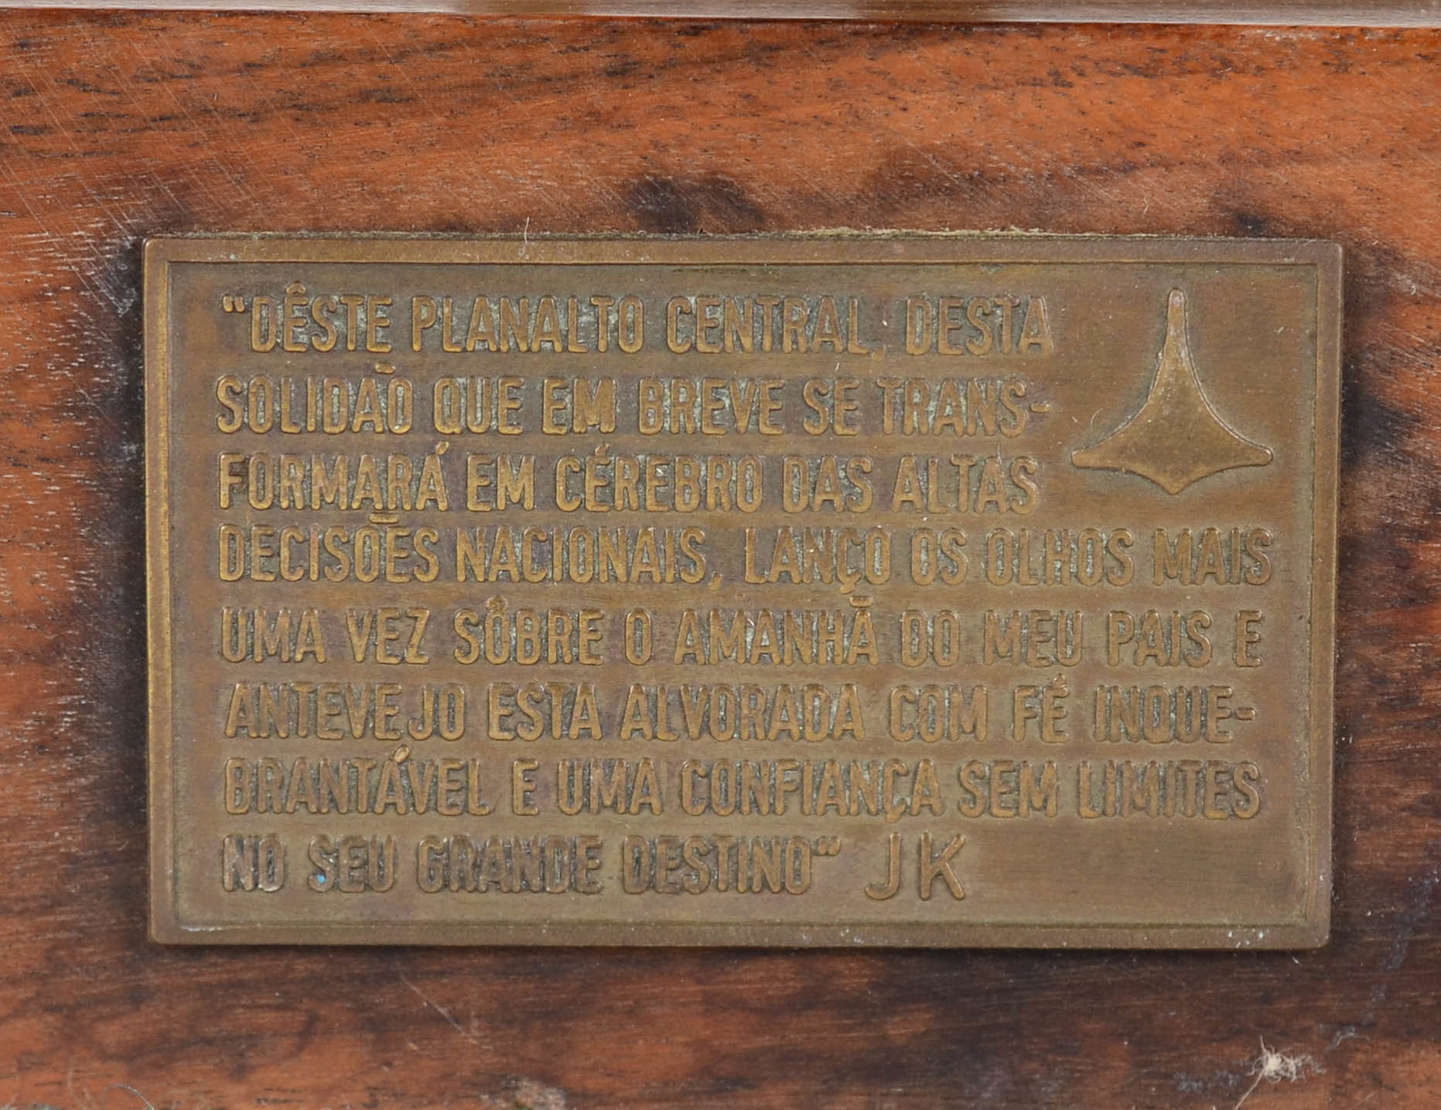 "DÊSTE PLANALTO CENTRAL, DESTA
SOLIDÃO QUE EM BREVE SE TRANS-
FORMARÁ EM CÉREBRO DAS ALTAS
DECISÕES NACIONAIS, LANÇO OS OLHOS MAIS
UMA VEZ SÔBRE O AMANHÃ DO MEU PAIS E
ANTEVEJO ESTA ALVORADA COM FÉ INQUE-
BRANTÁVEL E UMA CONFIANÇA SEM LIMITES
NO SEU GRANDE DESTINO" JK